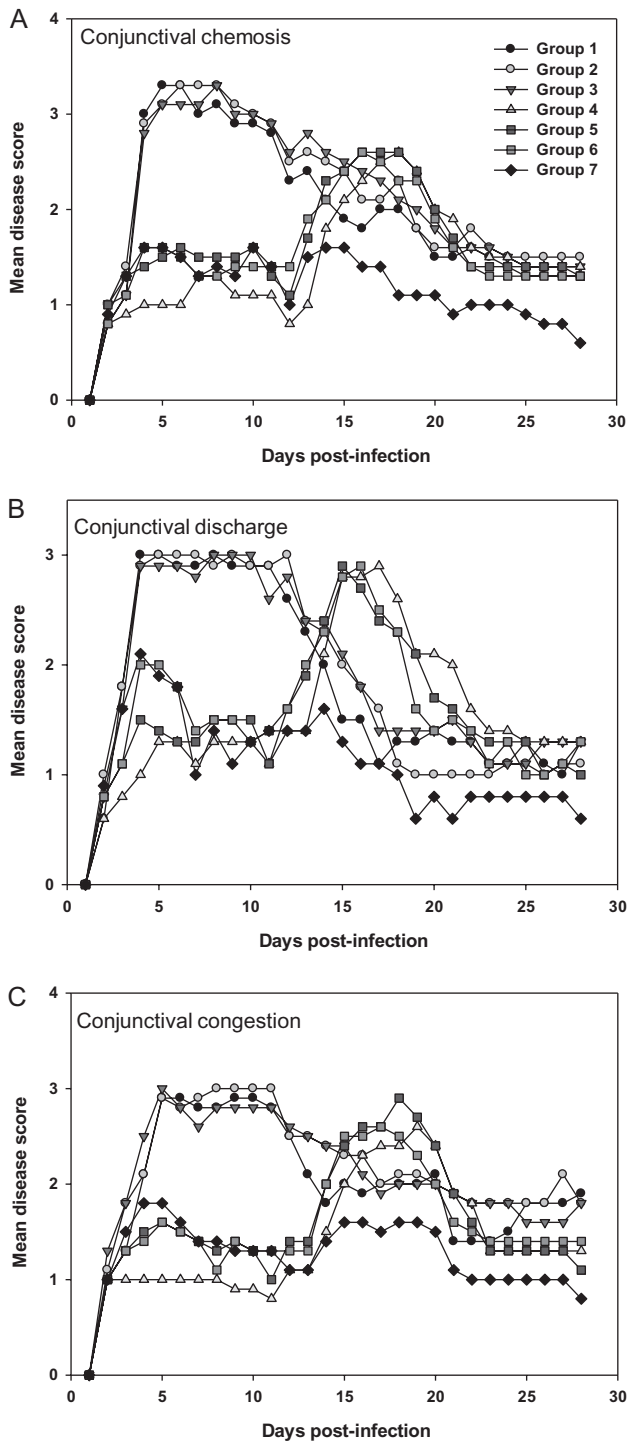 A
Conjunctival chemosis
Group 1
Group 2
Group 3
Group 4
Group 5
Group 6
Group 7
Mean disease score
4
3
2
1
0
0 5 10 15 20 25 30
Days post-infection
B
Conjunctival discharge
Mean disease score
3
2
1
0
0 5 10 15 20 25 30
Days post-infection
C
Conjunctival congestion
Mean disease score
4
3
2
1
0
0 5 10 15 20 25 30
Days post-infection